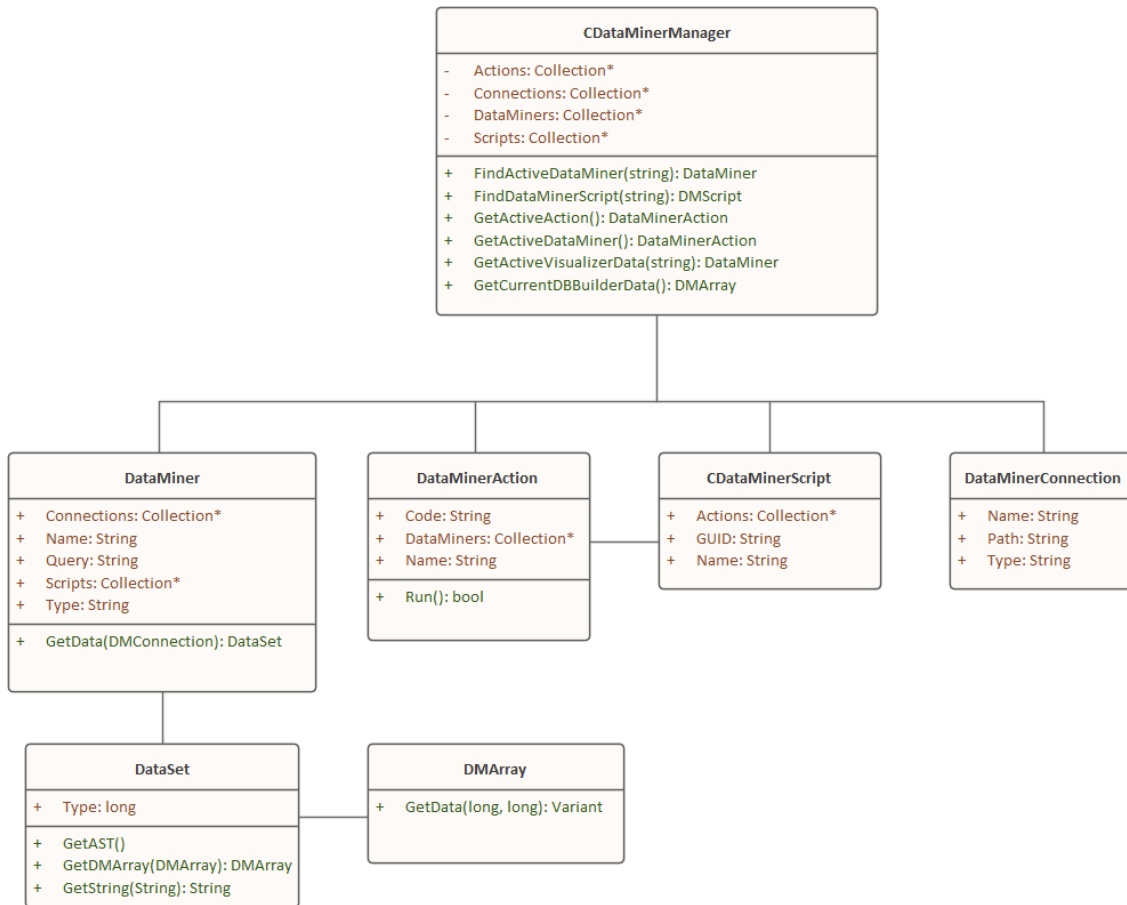 CDataMinerManager
- Actions: Collection*
- Connections: Collection*
- DataMiners: Collection*
- Scripts: Collection*
+ FindActiveDataMiner(string): DataMiner
+ FindDataMinerScript(string): DMScript
+ GetActiveAction(): DataMinerAction
+ GetActiveDataMiner(): DataMinerAction
+ GetActiveVisualizerData(string): DataMiner
+ GetCurrentDBBuilderData(): DMArray
DataMiner
+ Connections: Collection*
+ Name: String
+ Query: String
+ Scripts: Collection*
+ Type: String
+ GetData(DMConnection): DataSet
DataMinerAction
+ Code: String
+ DataMiners: Collection*
+ Name: String
+ Run(): bool
CDataMinerScript
+ Actions: Collection*
+ GUID: String
+ Name: String
DataMinerConnection
+ Name: String
+ Path: String
+ Type: String
DataSet
+ Type: long
+ GetAST()
+ GetDMArray(DMArray): DMArray
+ GetString(String): String
DMArray
+ GetData(long, long): Variant